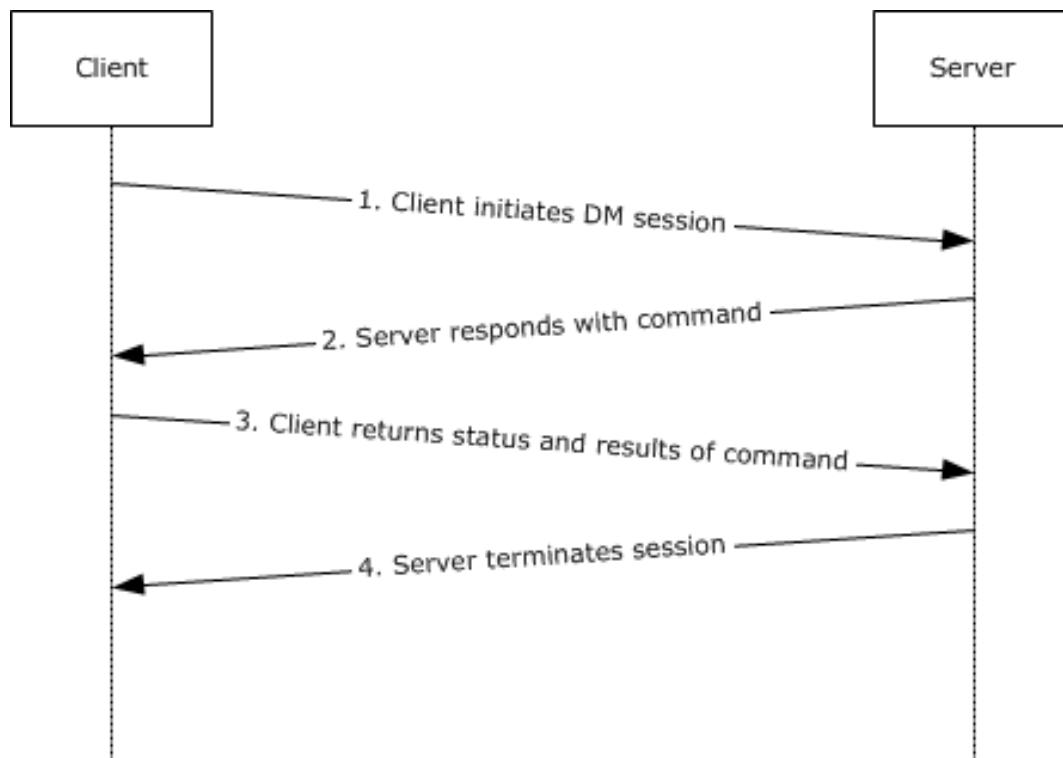 Client
Server
1. Client initiates DM session
2. Server responds with command
3. Client returns status and results of command
4. Server terminates session